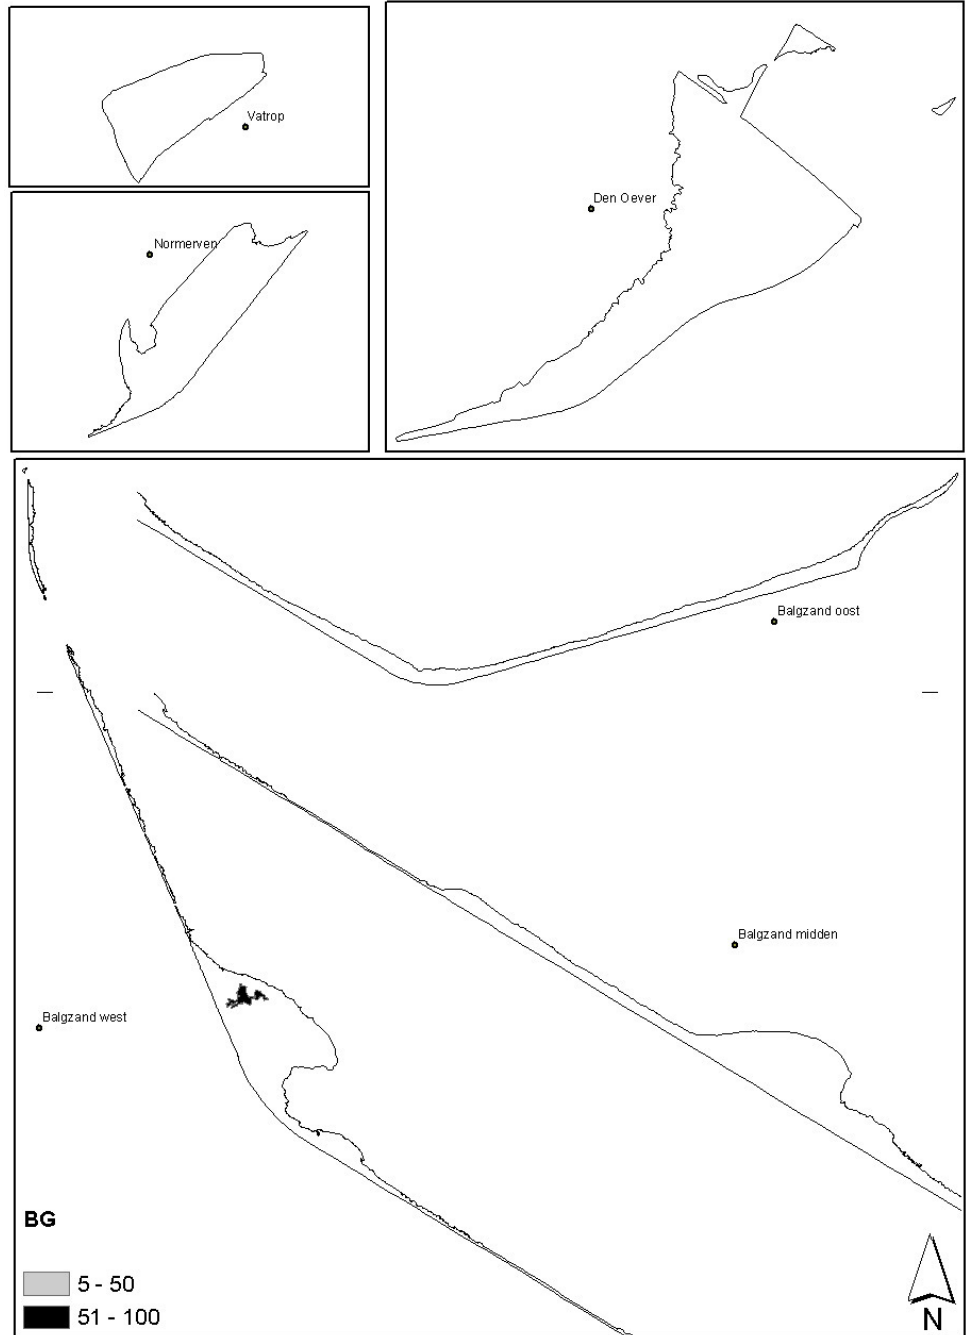 Vatrop
Normerven
Den Oever
Balgzand oost
Balgzand midden
Balgzand west
BG
5 - 50
51 - 100
N